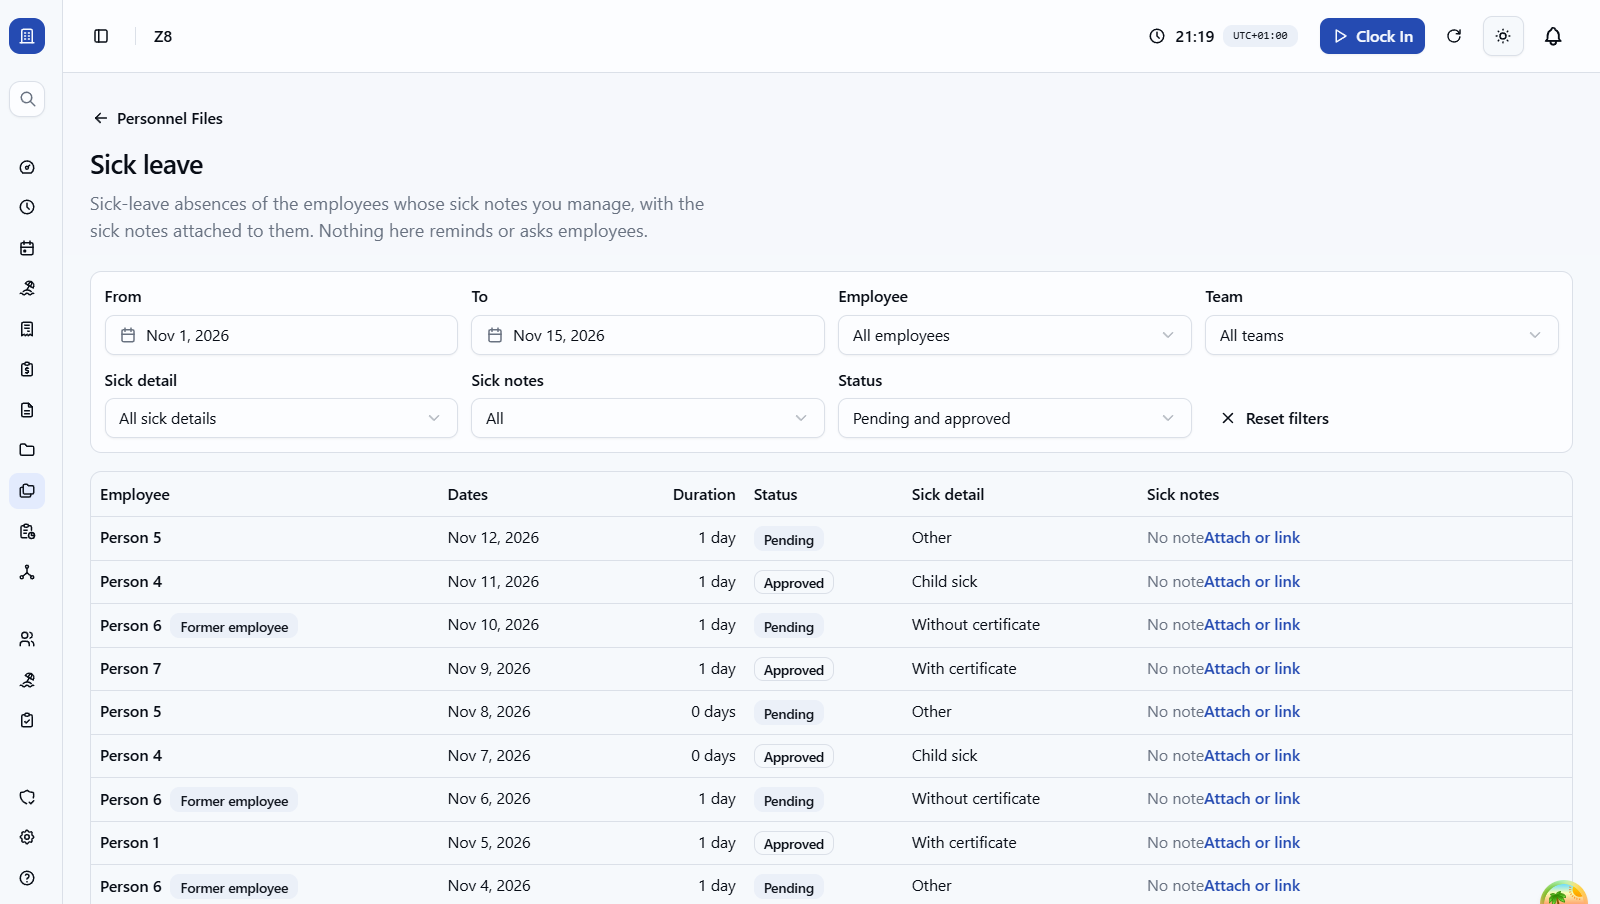 Z8
21:19 UTC+01:00 Clock In
Personnel Files
Sick leave
Sick-leave absences of the employees whose sick notes you manage, with the
sick notes attached to them. Nothing here reminds or asks employees.
From To Employee Team
Nov 1, 2026 Nov 15, 2026 All employees All teams
Sick detail Sick notes Status
All sick details All Pending and approved Reset filters
Employee Dates Duration Status Sick detail Sick notes
Person 5 Nov 12, 2026 1 day Pending Other No noteAttach or link
Person 4 Nov 11, 2026 1 day Approved Child sick No noteAttach or link
Person 6 Former employee Nov 10, 2026 1 day Pending Without certificate No noteAttach or link
Person 7 Nov 9, 2026 1 day Approved With certificate No noteAttach or link
Person 5 Nov 8, 2026 0 days Pending Other No noteAttach or link
Person 4 Nov 7, 2026 0 days Approved Child sick No noteAttach or link
Person 6 Former employee Nov 6, 2026 1 day Pending Without certificate No noteAttach or link
Person 1 Nov 5, 2026 1 day Approved With certificate No noteAttach or link
Person 6 Former employee Nov 4, 2026 1 day Pending Other No noteAttach or link